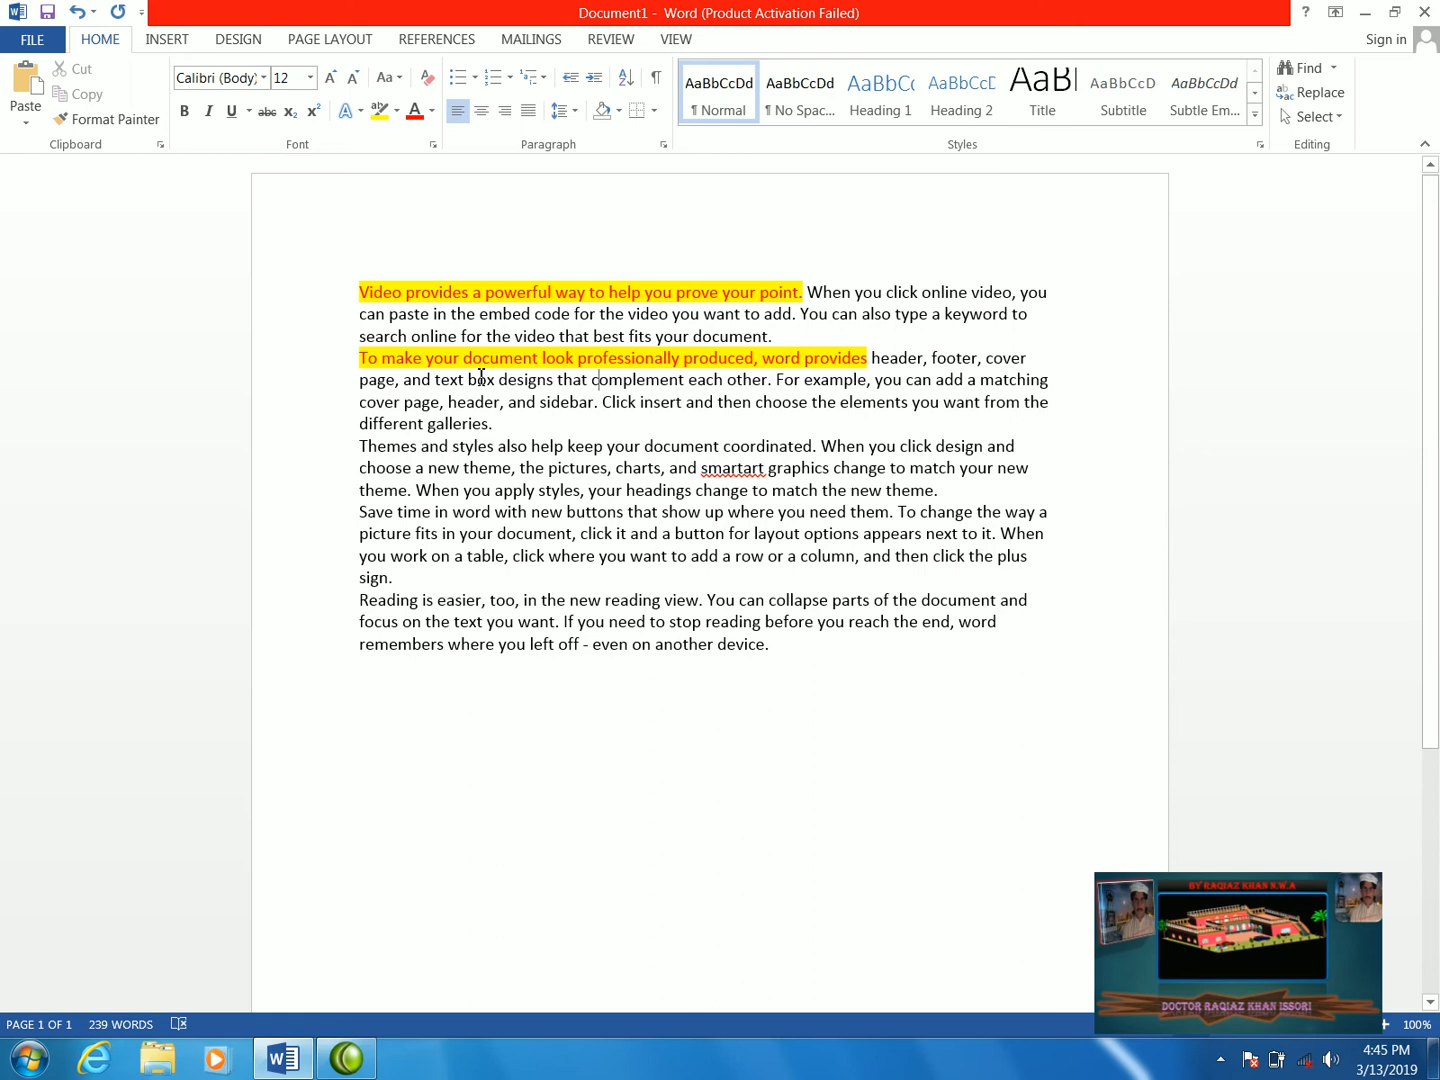 Document1 - Word (Product Activation Failed)
FILE HOME INSERT DESIGN PAGE LAYOUT REFERENCES MAILINGS REVIEW VIEW Sign in
Paste
Cut
Copy
Format Painter
Clipboard
Calibri (Body) 12
Aa
B I U abc x₂ x²
Font
Paragraph
AaBbCcDd AaBbCcDd AaBbCc AaBbCcD AaBl AaBbCcD AaBbCcDd
¶ Normal ¶ No Spac... Heading 1 Heading 2 Title Subtitle Subtle Em...
Styles
Find
Replace
Select
Editing
Video provides a powerful way to help you prove your point. When you click online video, you
can paste in the embed code for the video you want to add. You can also type a keyword to
search online for the video that best fits your document.
To make your document look professionally produced, word provides header, footer, cover
page, and text box designs that complement each other. For example, you can add a matching
cover page, header, and sidebar. Click insert and then choose the elements you want from the
different galleries.
Themes and styles also help keep your document coordinated. When you click design and
choose a new theme, the pictures, charts, and smartart graphics change to match your new
theme. When you apply styles, your headings change to match the new theme.
Save time in word with new buttons that show up where you need them. To change the way a
picture fits in your document, click it and a button for layout options appears next to it. When
you work on a table, click where you want to add a row or a column, and then click the plus
sign.
Reading is easier, too, in the new reading view. You can collapse parts of the document and
focus on the text you want. If you need to stop reading before you reach the end, word
remembers where you left off - even on another device.
BY RAQIAZ KHAN N.W.A
DOCTOR RAQIAZ KHAN ISSORI
PAGE 1 OF 1 239 WORDS 100%
4:45 PM
3/13/2019